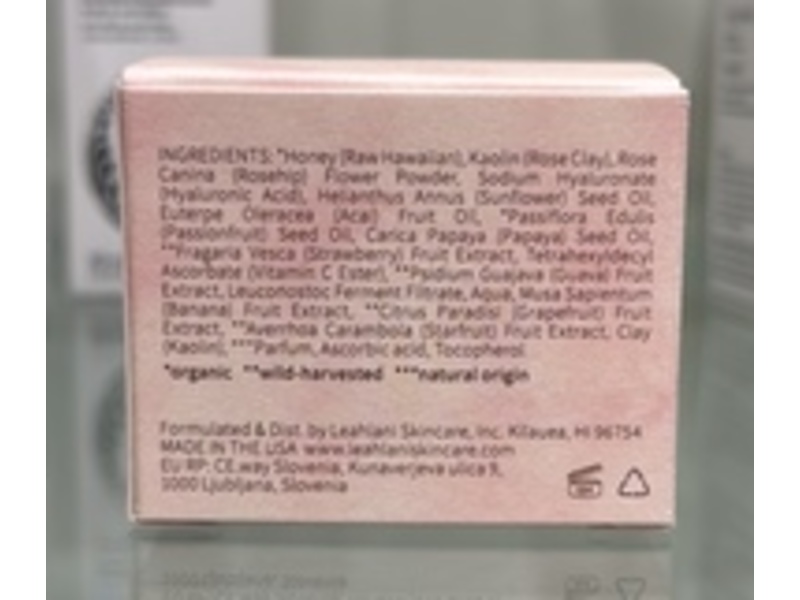 INGREDIENTS: *Honey (Raw Hawaiian), Kaolin (Rose Clay), Rose
Canina (Rosehip) Flower Powder, Sodium Hyaluronate
(Hyaluronic Acid), Helianthus Annus (Sunflower) Seed Oil,
Euterpe Oleracea (Acai) Fruit Oil, *Passiflora Edulis
(Passionfruit) Seed Oil, Carica Papaya (Papaya) Seed Oil,
**Fragaria Vesca (Strawberry) Fruit Extract, Tetrahexyldecyl
Ascorbate (Vitamin C Ester), **Psidium Guajava (Guava) Fruit
Extract, Leuconostoc Ferment Filtrate, Aqua, Musa Sapientum
(Banana) Fruit Extract, **Citrus Paradisi (Grapefruit) Fruit
Extract, **Averrhoa Carambola (Starfruit) Fruit Extract, Clay
(Kaolin), ***Parfum, Ascorbic acid, Tocopherol
*organic **wild-harvested ***natural origin
Formulated & Dist. by Leahlani Skincare, Inc. Kilauea, HI 96754
MADE IN THE USA www.leahlaniskincare.com
EU RP: CE.way Slovenia, Kunaverjeva ulica 9,
1000 Ljubljana, Slovenia